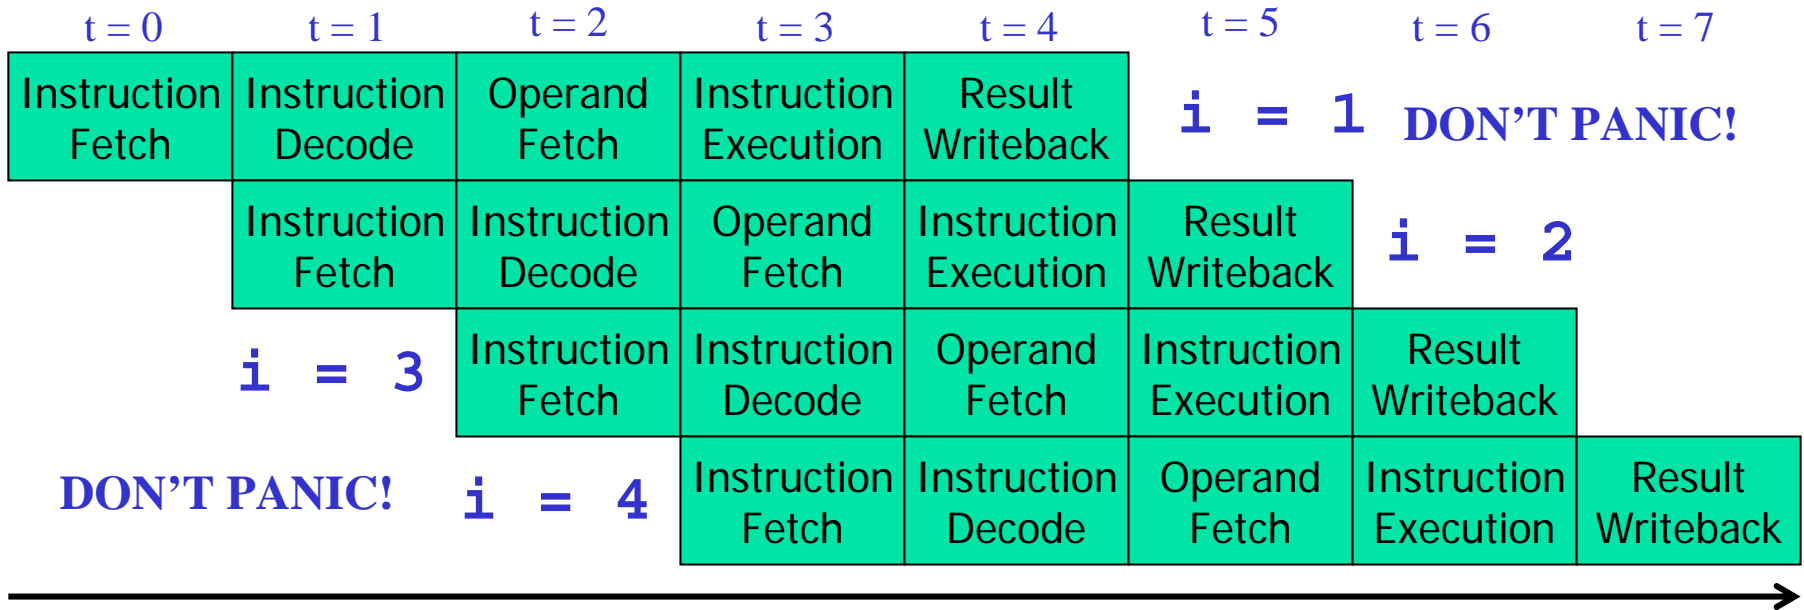 t = 0 t = 1 t = 2 t = 3 t = 4 t = 5 t = 6 t = 7
Instruction Instruction Operand Instruction Result
Fetch Decode Fetch Execution Writeback
i = 1 DON’T PANIC!
Instruction Instruction Operand Instruction Result
Fetch Decode Fetch Execution Writeback
i = 2
i = 3
Instruction Instruction Operand Instruction Result
Fetch Decode Fetch Execution Writeback
DON’T PANIC! i = 4
Instruction Instruction Operand Instruction Result
Fetch Decode Fetch Execution Writeback